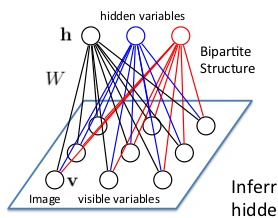 hidden variables
h
Bipartite
Structure
W
v
Image visible variables
Inferr
hidde